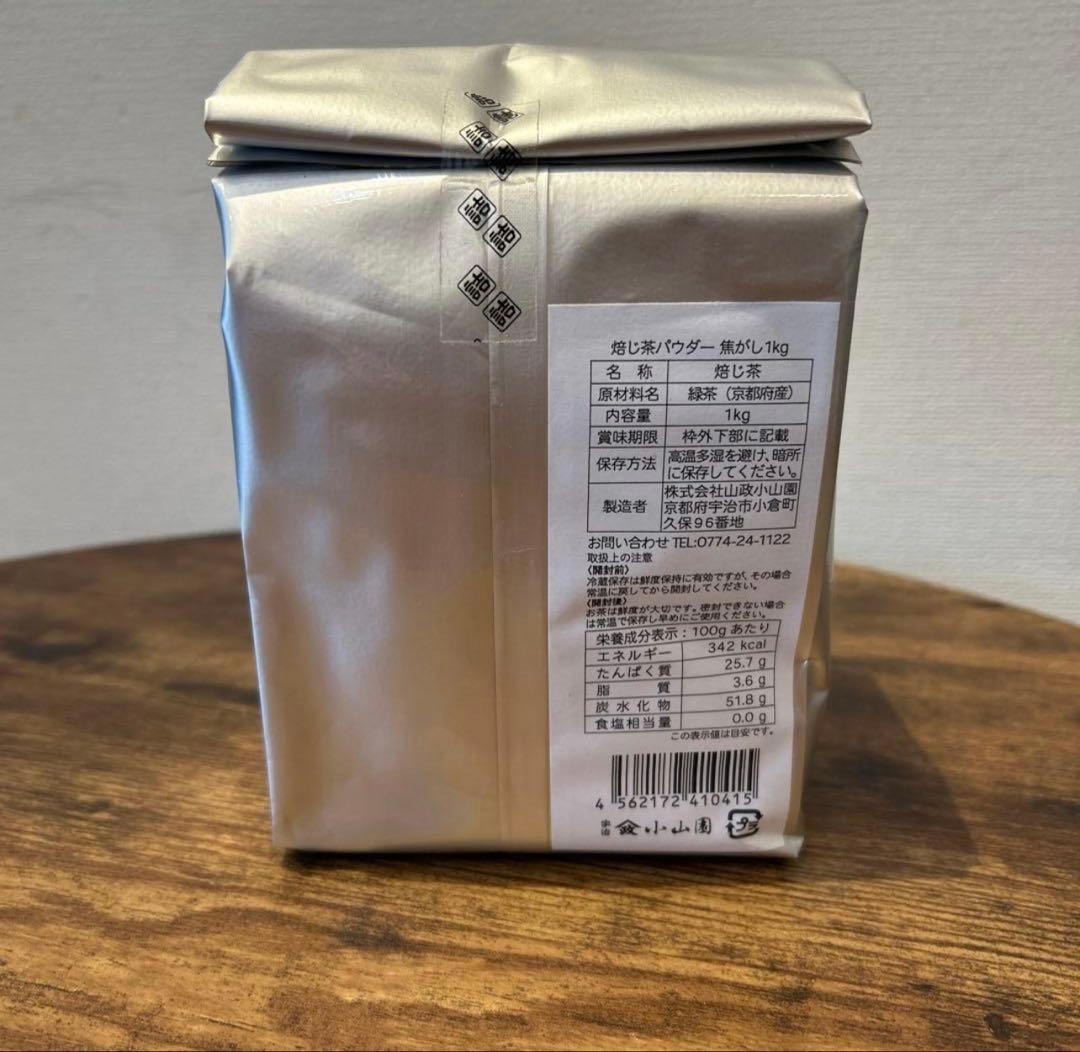 焙じ茶パウダー 焦がし1kg
名 称 焙じ茶
原材料名 緑茶（京都府産）
内容量 1kg
賞味期限 枠外下部に記載
保存方法 高温多湿を避け、暗所
に保存してください。
製造者 株式会社山政小山園
京都府宇治市小倉町
久保96番地
お問い合わせ TEL:0774-24-1122
取扱上の注意
〈開封前〉
冷蔵保存は鮮度保持に有効ですが、その場合
常温に戻してから開封してください。
〈開封後〉
お茶は鮮度が大切です。密封できない場合
は常温で保存し早めにご使用ください。
栄養成分表示：100gあたり
エネルギー 342 kcal
たんぱく質 25.7 g
脂 質 3.6 g
炭水化物 51.8 g
食塩相当量 0.0 g
この表示値は目安です。
4 562172 410415
宇治 政 小山園 プラ